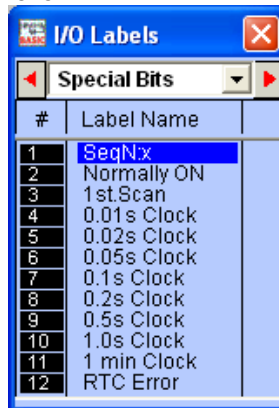 BASIC
I/O Labels
Special Bits
# Label Name
1 SeqN:x
2 Normally ON
3 1st.Scan
4 0.01s Clock
5 0.02s Clock
6 0.05s Clock
7 0.1s Clock
8 0.2s Clock
9 0.5s Clock
10 1.0s Clock
11 1 min Clock
12 RTC Error